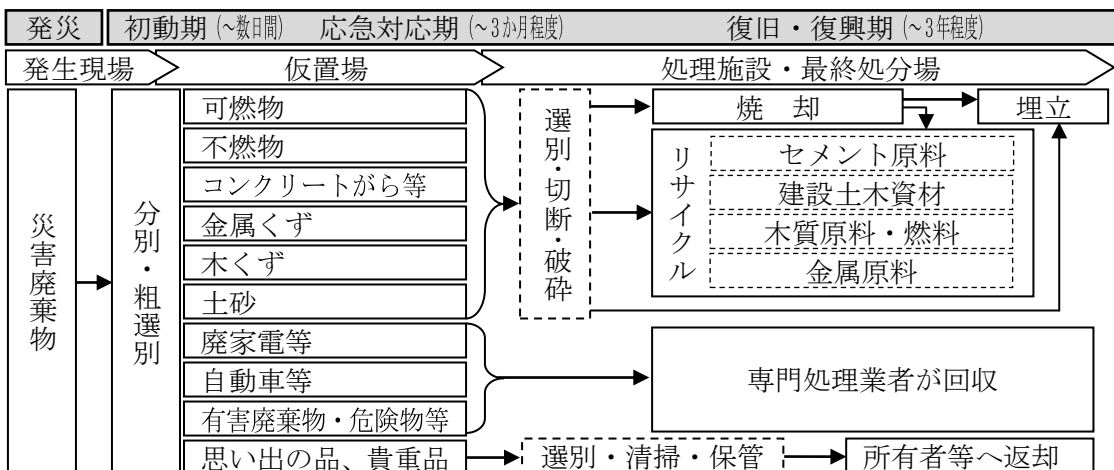 発災 初動期(~数日間) 応急対応期(~3か月程度) 復旧・復興期(~3年程度)
発生現場 仮置場 処理施設・最終処分場
災害廃棄物
分別・粗選別
可燃物
不燃物
コンクリートがら等
金属くず
木くず
土砂
廃家電等
自動車等
有害廃棄物・危険物等
思い出の品、貴重品
選別・切断・破砕
焼 却
埋立
リサイクル
セメント原料
建設土木資材
木質原料・燃料
金属原料
専門処理業者が回収
選別・清掃・保管
所有者等へ返却